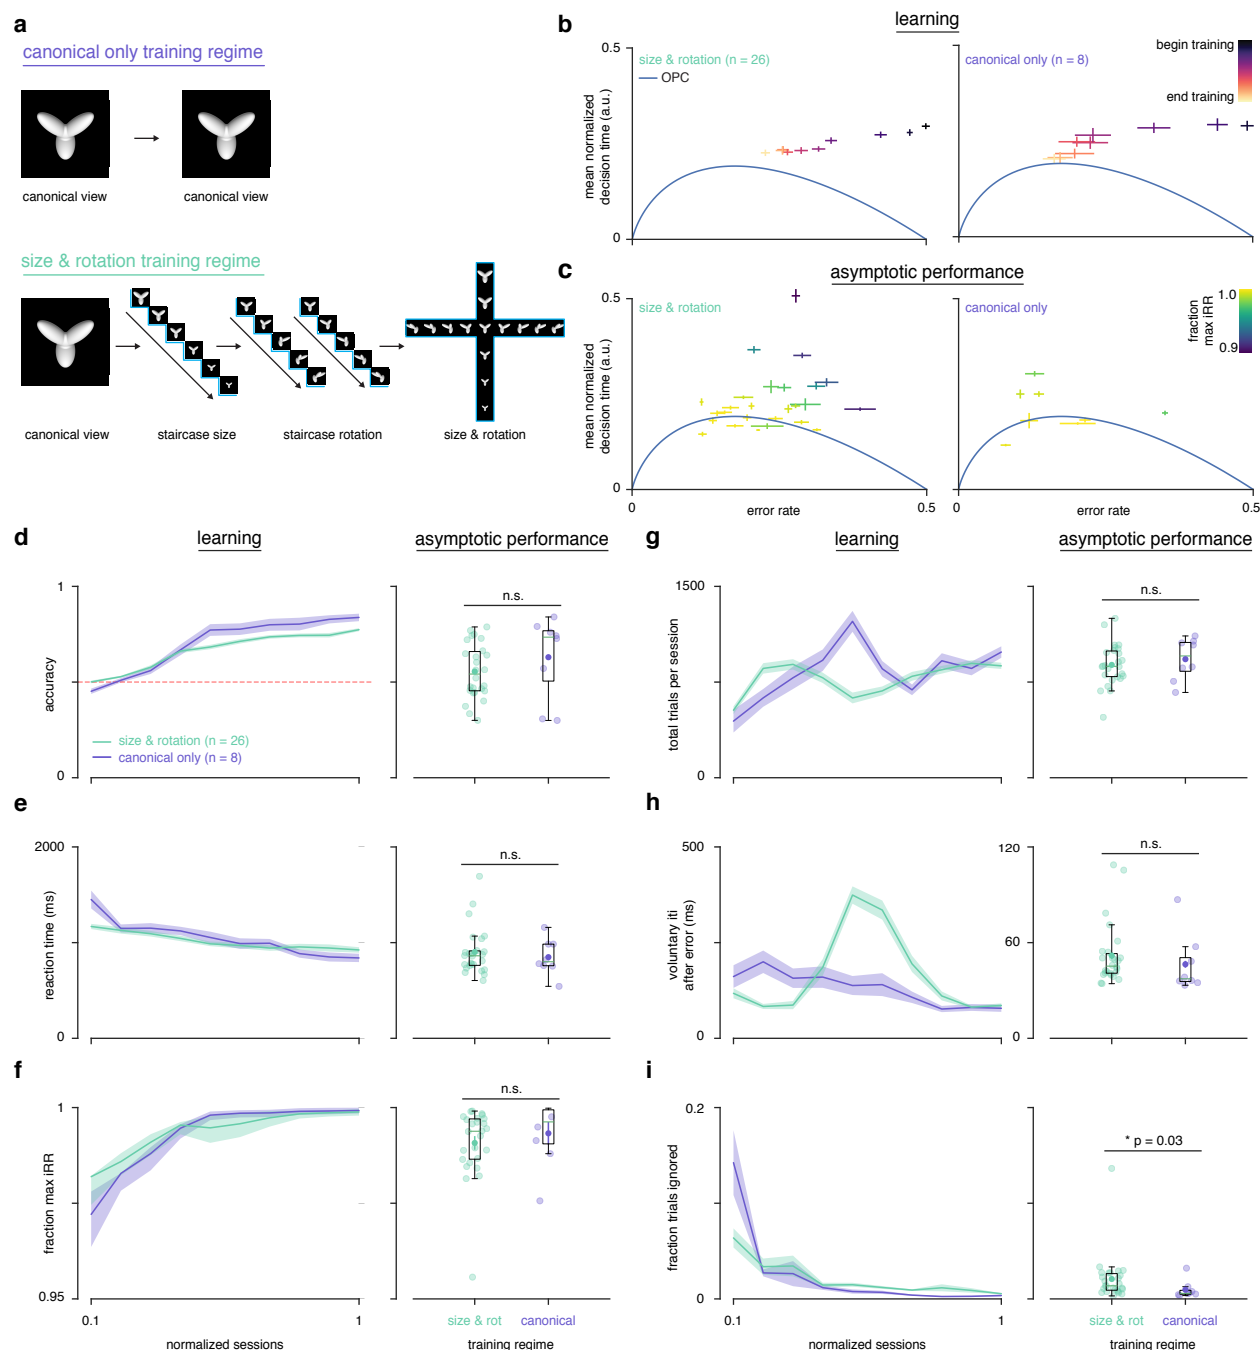 a
canonical only training regime
canonical view
canonical view
size & rotation training regime
canonical view
staircase size
staircase rotation
size & rotation
b
learning
0.5
size & rotation (n = 26)
OPC
mean normalized
decision time (a.u.)
0
canonical only (n = 8)
begin training
end training
c
asymptotic performance
0.5
size & rotation
canonical only
fraction
max iRR
1.0
0.9
mean normalized
decision time (a.u.)
0
0
error rate
0.5
0
error rate
0.5
d
learning
asymptotic performance
1
accuracy
0
size & rotation (n = 26)
canonical only (n = 8)
n.s.
e
2000
reaction time (ms)
0
n.s.
f
1
fraction max iRR
0.95
0.1
1
normalized sessions
n.s.
size & rot
canonical
training regime
g
learning
asymptotic performance
1500
total trials per session
0
n.s.
h
500
voluntary iti
after error (ms)
0
120
60
0
n.s.
i
0.2
fraction trials ignored
0
0.1
1
normalized sessions
* p = 0.03
size & rot
canonical
training regime